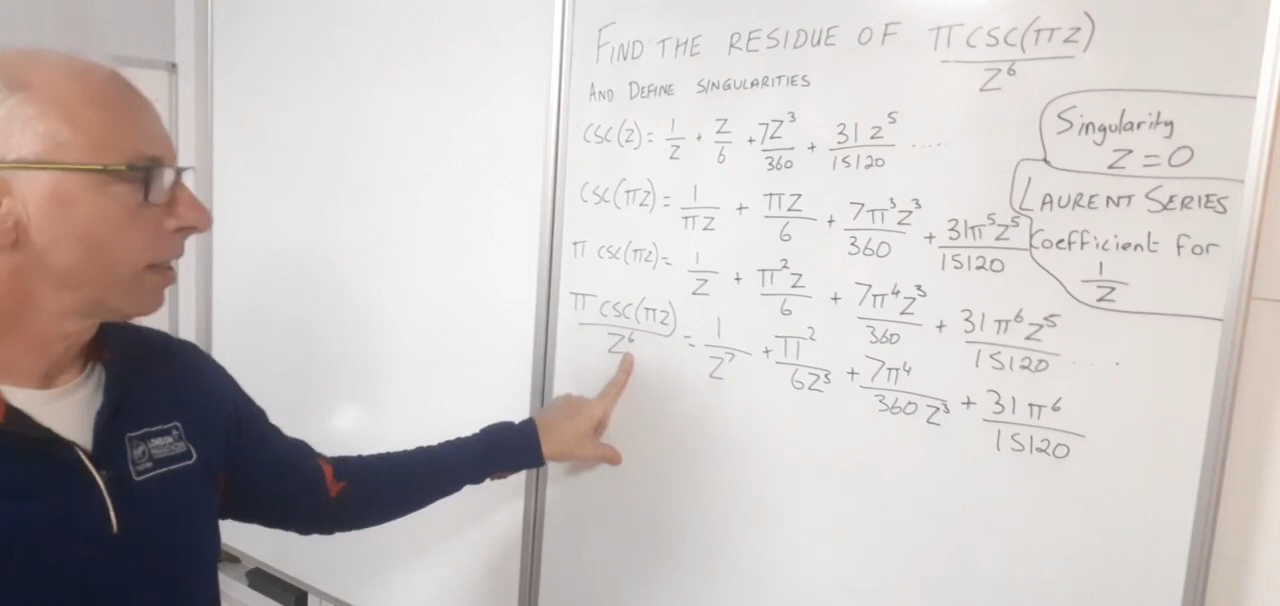 FIND THE RESIDUE OF π CSC(πZ) / Z⁶
AND DEFINE SINGULARITIES
CSC(Z) = 1/Z + Z/6 + 7Z³/360 + 31Z⁵/15120 ....
Singularity
Z = 0
CSC(πZ) = 1/πZ + πZ/6 + 7π³Z³/360 + 31π⁵Z⁵/15120
LAURENT SERIES
Coefficient for
1/Z
π CSC(πZ) = 1/Z + π²Z/6 + 7π⁴Z³/360 + 31π⁶Z⁵/15120 ....
π CSC(πZ)/Z⁶ = 1/Z⁷ + π²/6Z³ + 7π⁴/360Z³ + 31π⁶/15120
LONDON